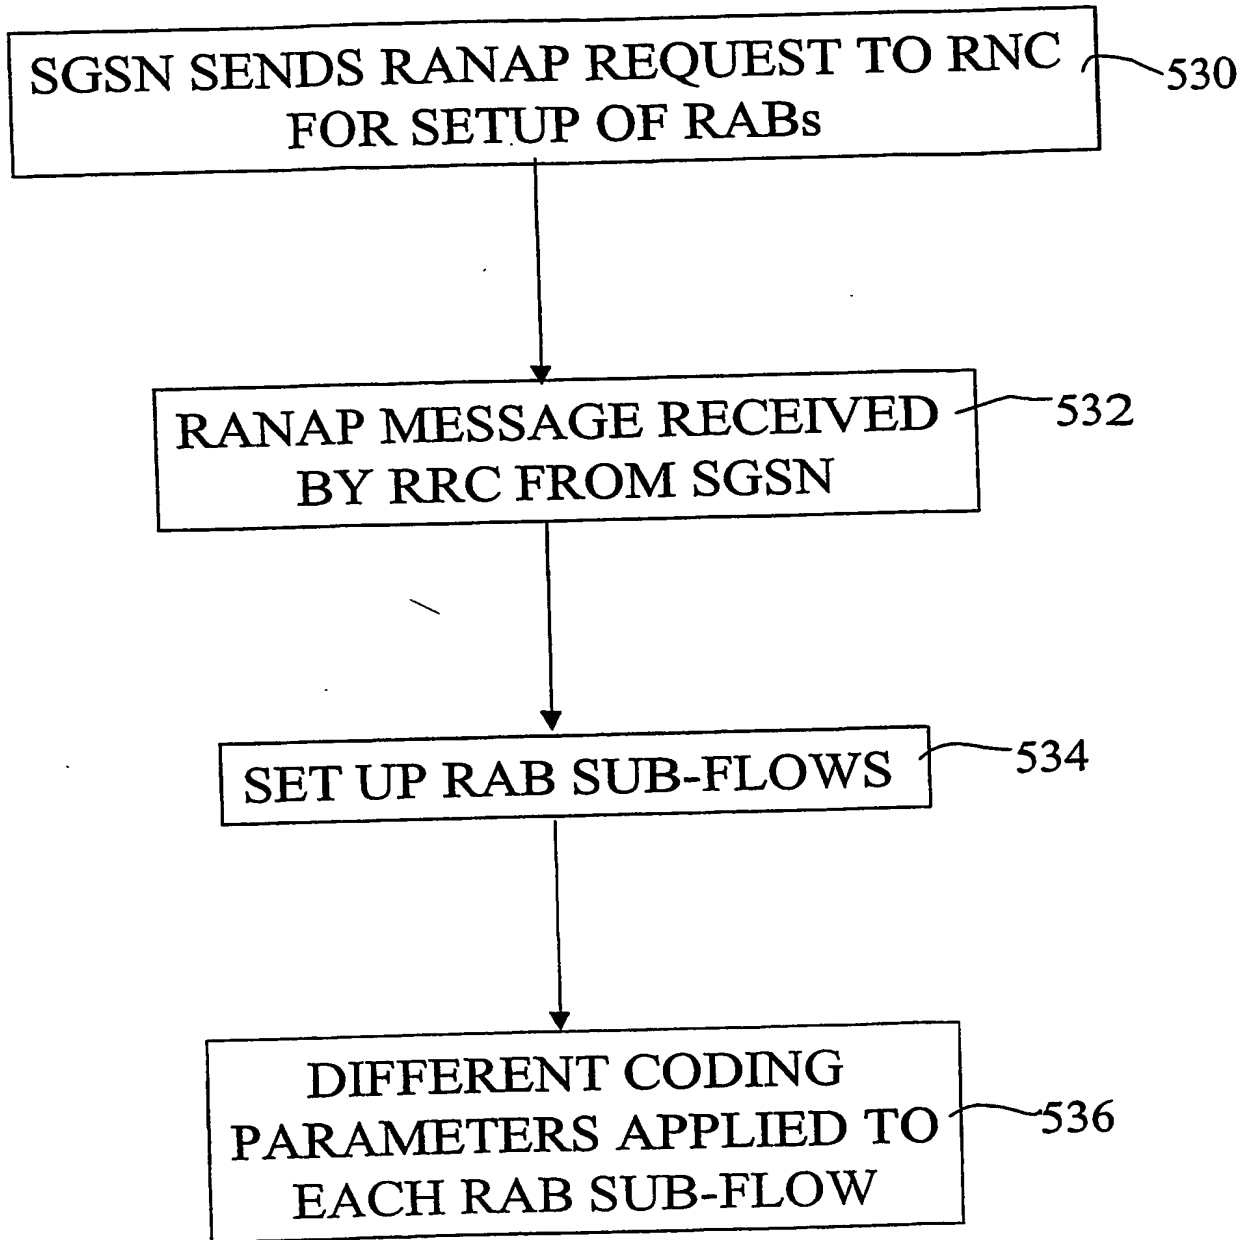 SGSN SENDS RANAP REQUEST TO RNC
FOR SETUP OF RABs
530
RANAP MESSAGE RECEIVED
BY RRC FROM SGSN
532
SET UP RAB SUB-FLOWS
534
DIFFERENT CODING
PARAMETERS APPLIED TO
EACH RAB SUB-FLOW
536